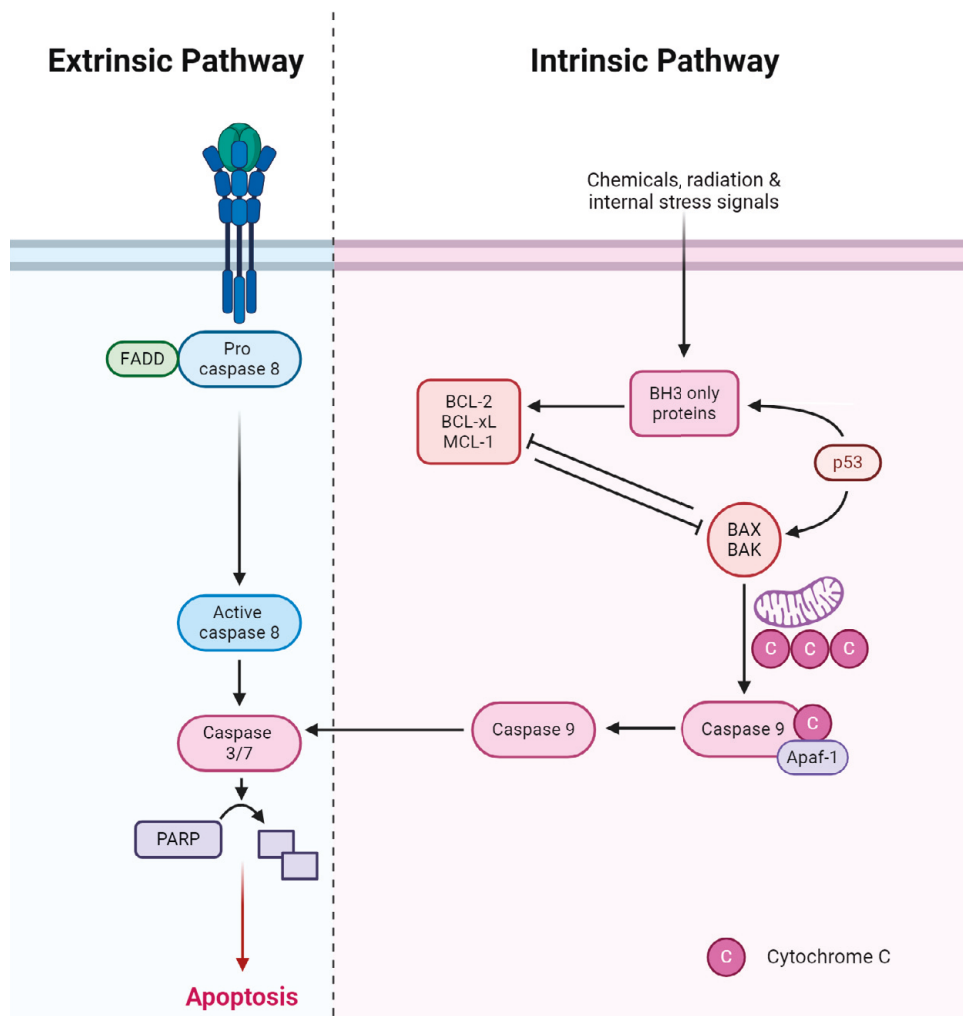 Extrinsic Pathway
Intrinsic Pathway
Chemicals, radiation &
internal stress signals
FADD
Pro
caspase 8
BCL-2
BCL-xL
MCL-1
BH3 only
proteins
p53
BAX
BAK
C C C
Active
caspase 8
Caspase
3/7
Caspase 9
Caspase 9
C
Apaf-1
PARP
C
Cytochrome C
Apoptosis